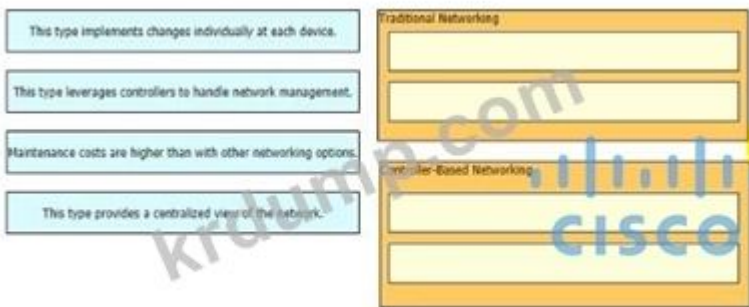 This type implements changes individually at each device.
This type leverages controllers to handle network management.
Maintenance costs are higher than with other networking options.
This type provides a centralized view of the network.
Traditional Networking
Controller-Based Networking
CISCO
krdump.com